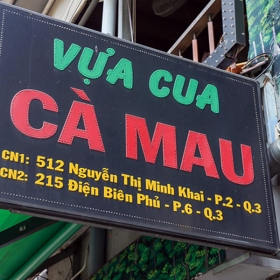 VỰA CUA
CÀ MAU
CN1: 512 Nguyễn Thị Minh Khai - P.2 - Q.3
CN2: 215 Điện Biên Phủ - P.6 - Q.3